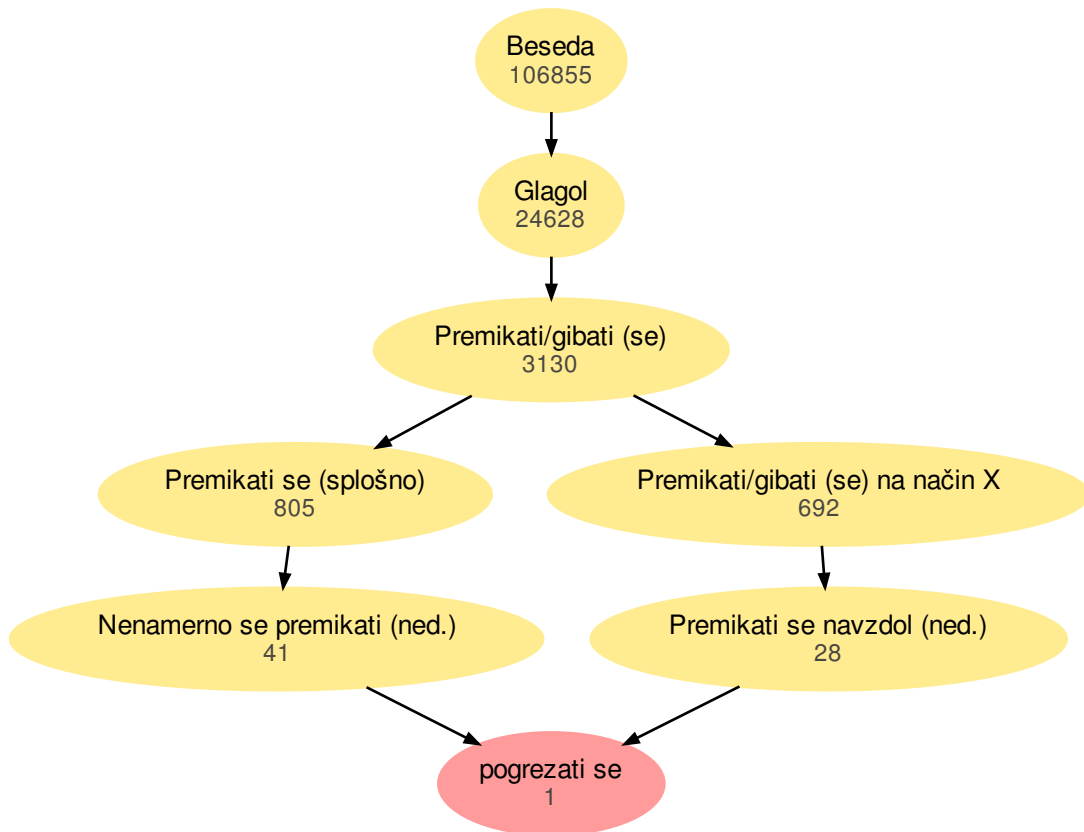 Beseda
106855
Glagol
24628
Premikati/gibati (se)
3130
Premikati se (splošno)
805
Premikati/gibati (se) na način X
692
Nenamerno se premikati (ned.)
41
Premikati se navzdol (ned.)
28
pogrezati se
1